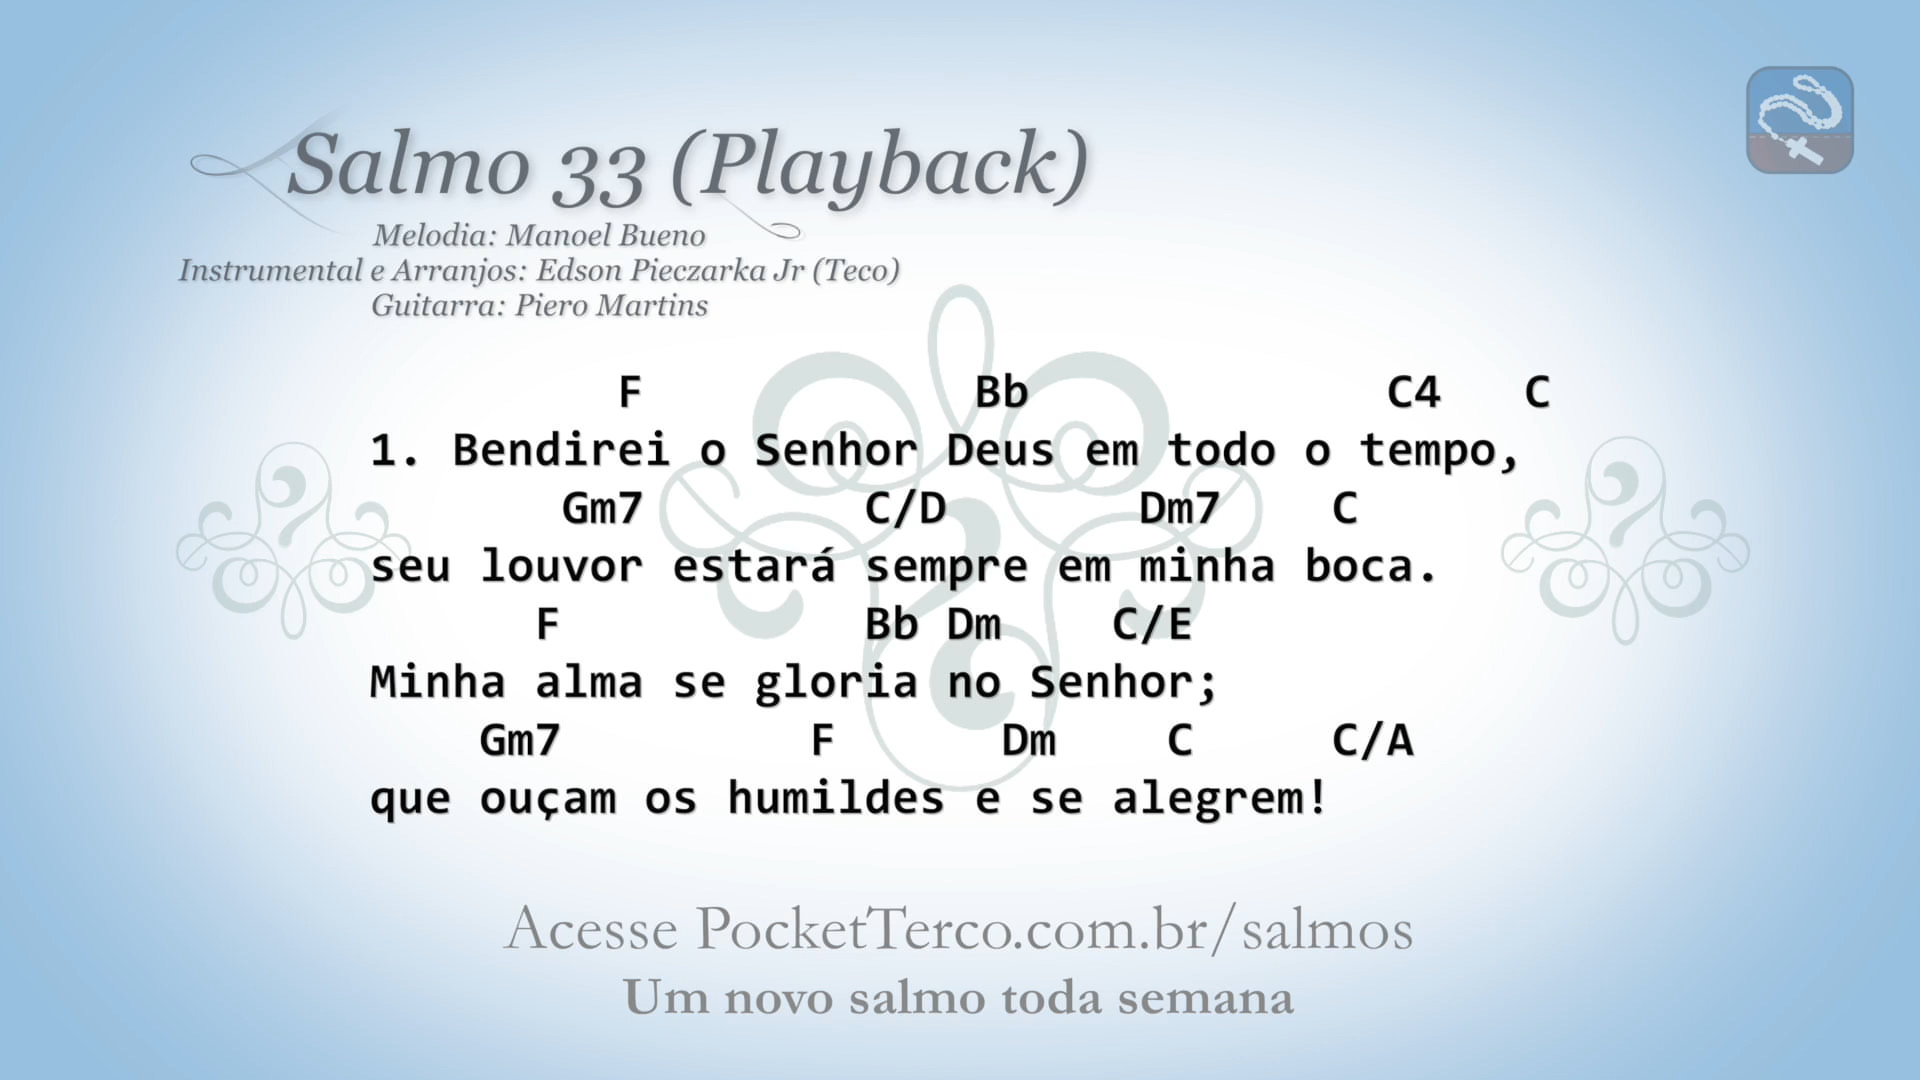 Salmo 33 (Playback)
Melodia: Manoel Bueno
Instrumental e Arranjos: Edson Pieczarka Jr (Teco)
Guitarra: Piero Martins
F Bb C4 C
1. Bendirei o Senhor Deus em todo o tempo,
Gm7 C/D Dm7 C
seu louvor estará sempre em minha boca.
F Bb Dm C/E
Minha alma se gloria no Senhor;
Gm7 F Dm C C/A
que ouçam os humildes e se alegrem!
Acesse PocketTerco.com.br/salmos
Um novo salmo toda semana